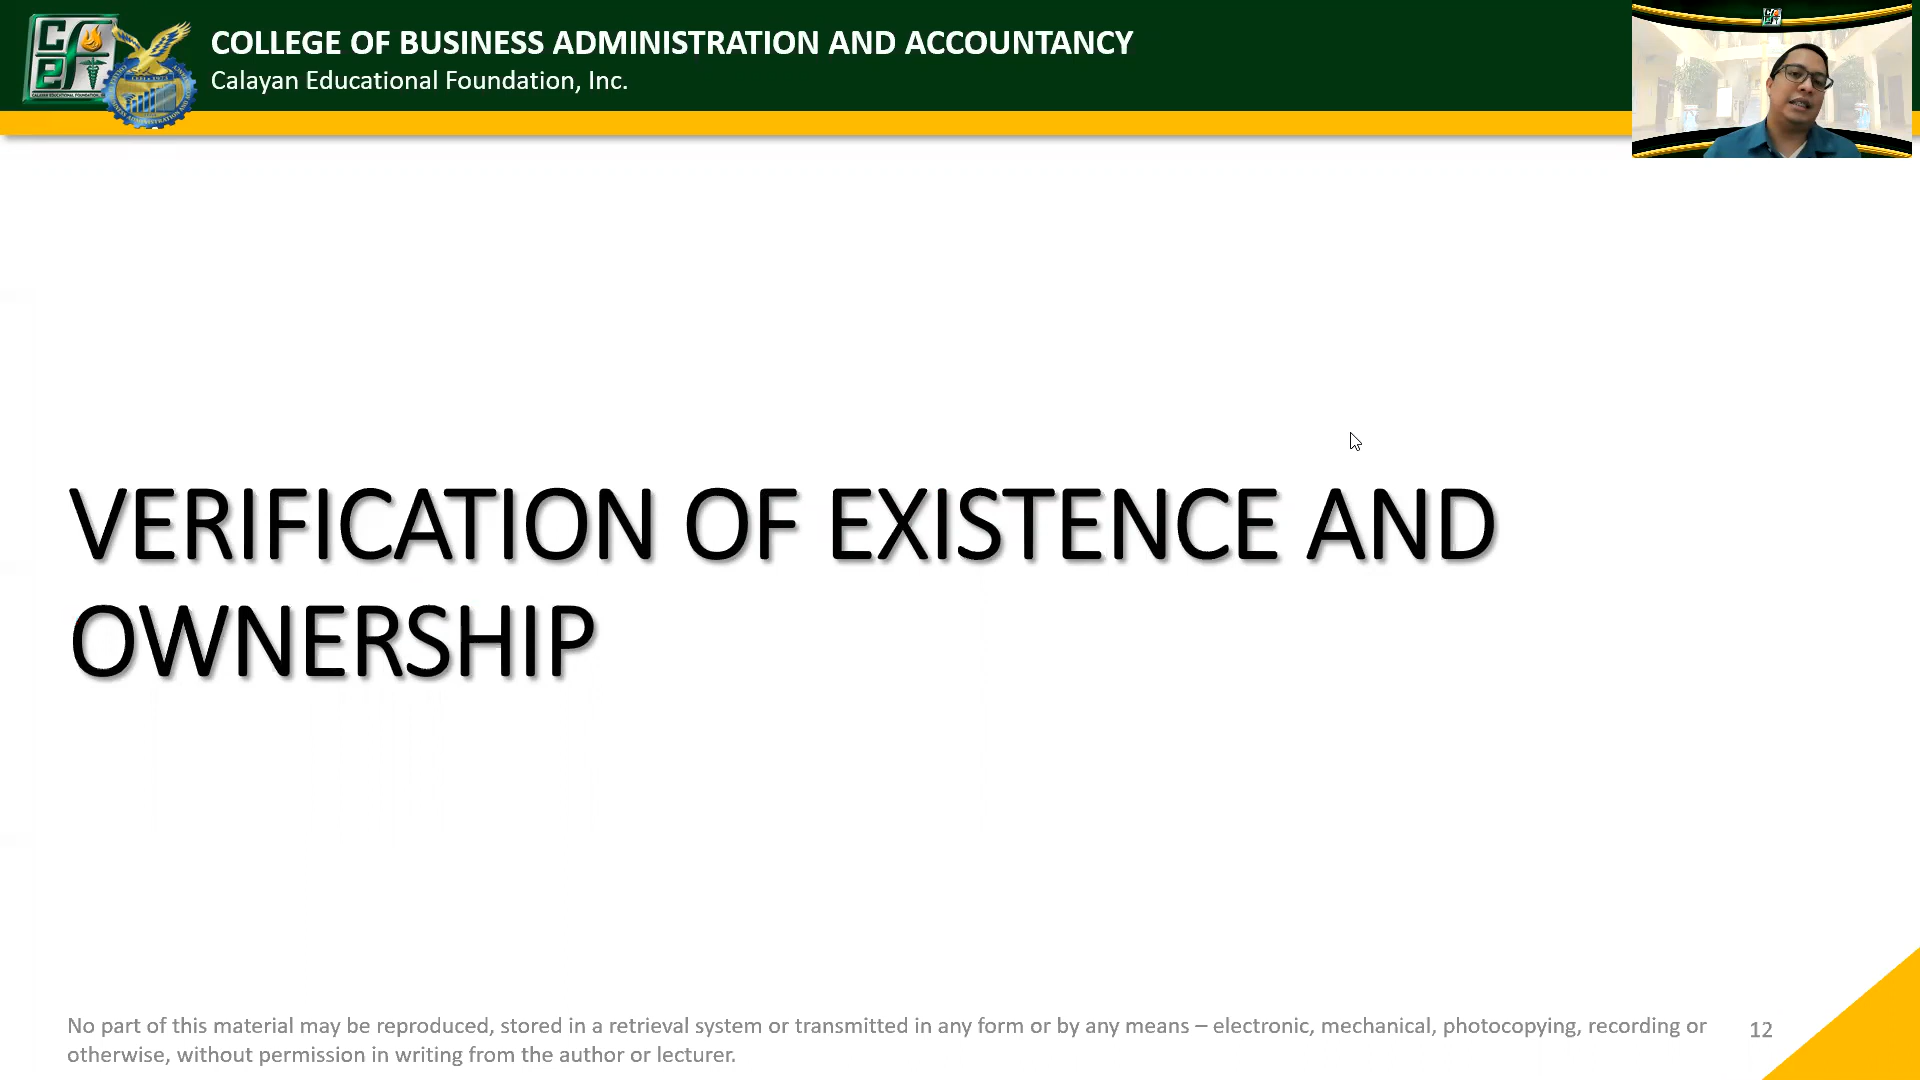 COLLEGE OF BUSINESS ADMINISTRATION AND ACCOUNTANCY
Calayan Educational Foundation, Inc.
VERIFICATION OF EXISTENCE AND
OWNERSHIP
No part of this material may be reproduced, stored in a retrieval system or transmitted in any form or by any means – electronic, mechanical, photocopying, recording or
otherwise, without permission in writing from the author or lecturer.
12